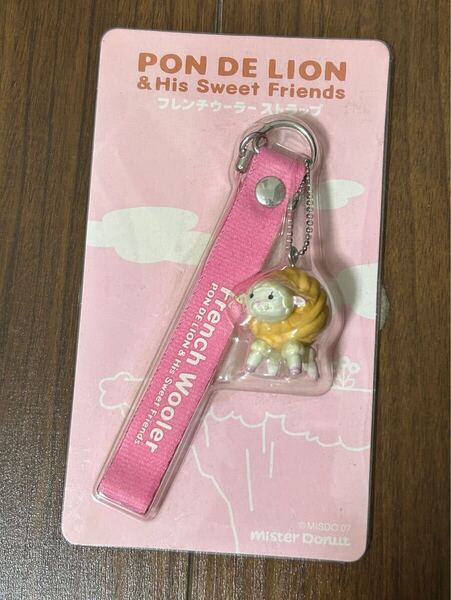 PON DE LION
& His Sweet Friends
フレンチウーラー ストラップ
French Wooler
PON DE LION & His Sweet Friends
© MISDO 07
mister Donut